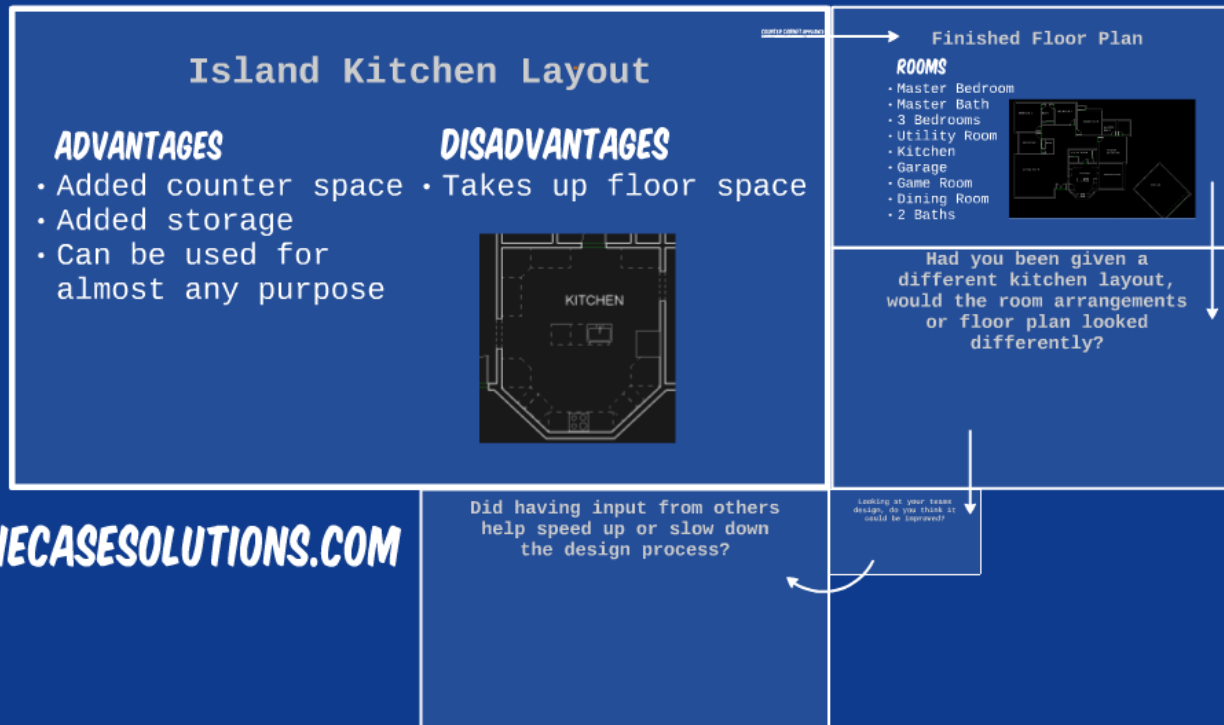 Island Kitchen Layout
ADVANTAGES
• Added counter space
• Added storage
• Can be used for
almost any purpose
DISADVANTAGES
• Takes up floor space
KITCHEN
Finished Floor Plan
ROOMS
• Master Bedroom
• Master Bath
• 3 Bedrooms
• Utility Room
• Kitchen
• Garage
• Game Room
• Dining Room
• 2 Baths
Had you been given a
different kitchen layout,
would the room arrangements
or floor plan looked
differently?
Looking at your teams
design, do you think it
could be improved?
Did having input from others
help speed up or slow down
the design process?
ECASESOLUTIONS.COM